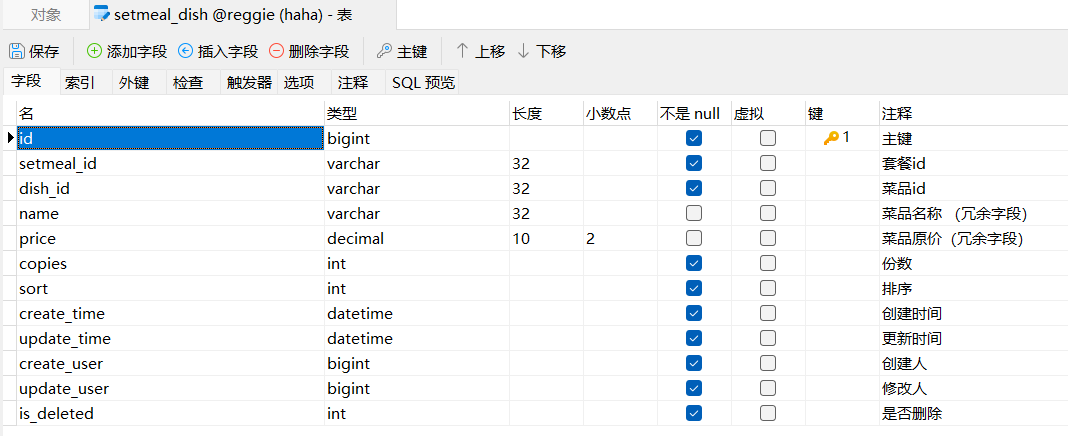 对象 setmeal_dish @reggie (haha) - 表
保存 添加字段 插入字段 删除字段 主键 上移 下移
字段 索引 外键 检查 触发器 选项 注释 SQL 预览
名 类型 长度 小数点 不是 null 虚拟 键 注释
id bigint 1 主键
setmeal_id varchar 32 套餐id
dish_id varchar 32 菜品id
name varchar 32 菜品名称 （冗余字段)
price decimal 10 2 菜品原价（冗余字段)
copies int 份数
sort int 排序
create_time datetime 创建时间
update_time datetime 更新时间
create_user bigint 创建人
update_user bigint 修改人
is_deleted int 是否删除